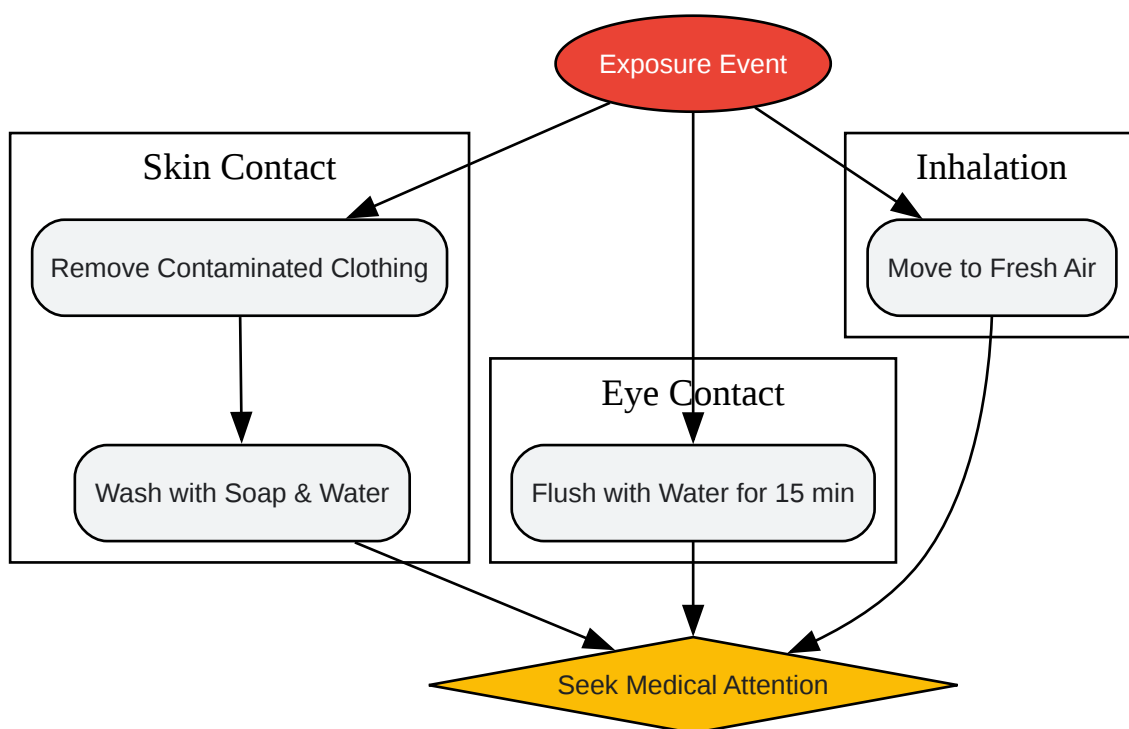 Exposure Event
Skin Contact
Remove Contaminated Clothing
Wash with Soap & Water
Eye Contact
Flush with Water for 15 min
Inhalation
Move to Fresh Air
Seek Medical Attention